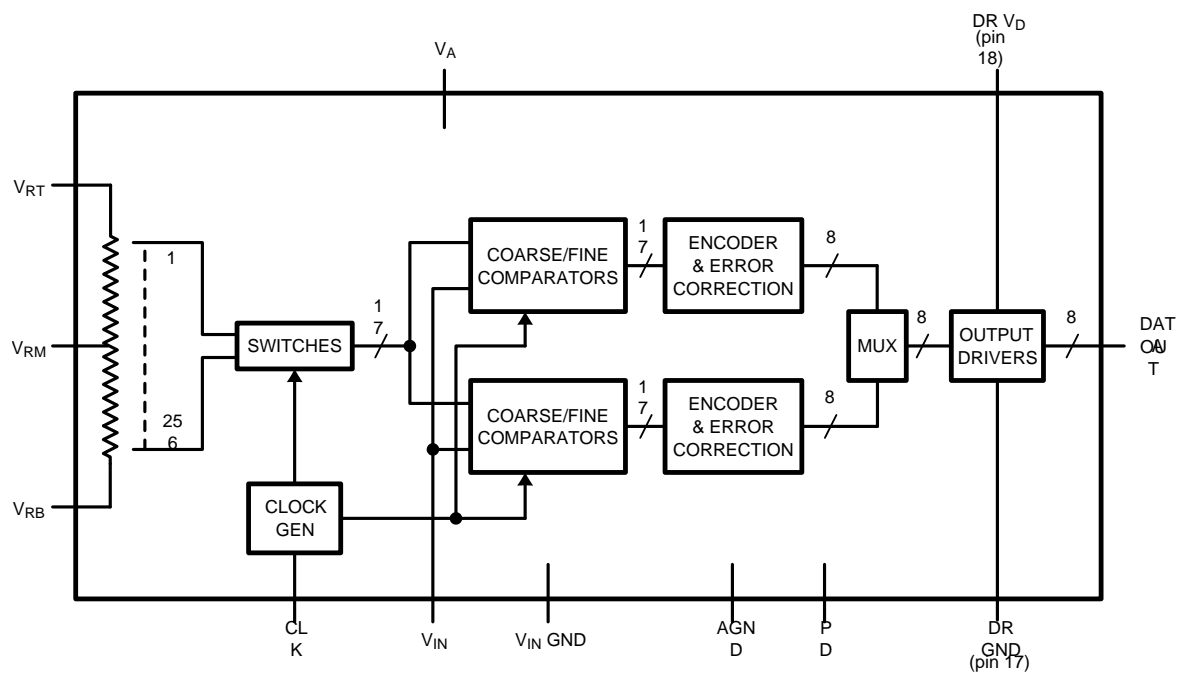 DR VD
(pin
18)
VA
VRT
1
VRM
25
6
VRB
SWITCHES
1
7
CLOCK
GEN
COARSE/FINE
COMPARATORS
1
7
ENCODER
& ERROR
CORRECTION
8
COARSE/FINE
COMPARATORS
1
7
ENCODER
& ERROR
CORRECTION
8
MUX
8
OUTPUT
DRIVERS
8
DAT
A
OU
T
CL
K
VIN
VIN GND
AGN
D
P
D
DR
GND
(pin 17)